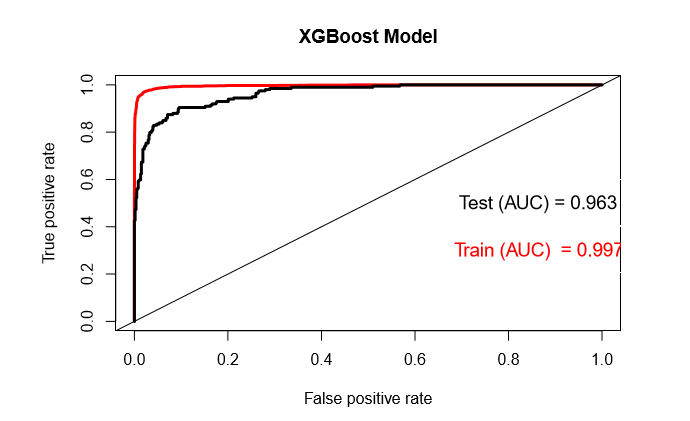 XGBoost Model
True positive rate
1.0
0.8
0.6
0.4
0.2
0.0
Test (AUC) = 0.963
Train (AUC)  = 0.997
0.0 0.2 0.4 0.6 0.8 1.0
False positive rate